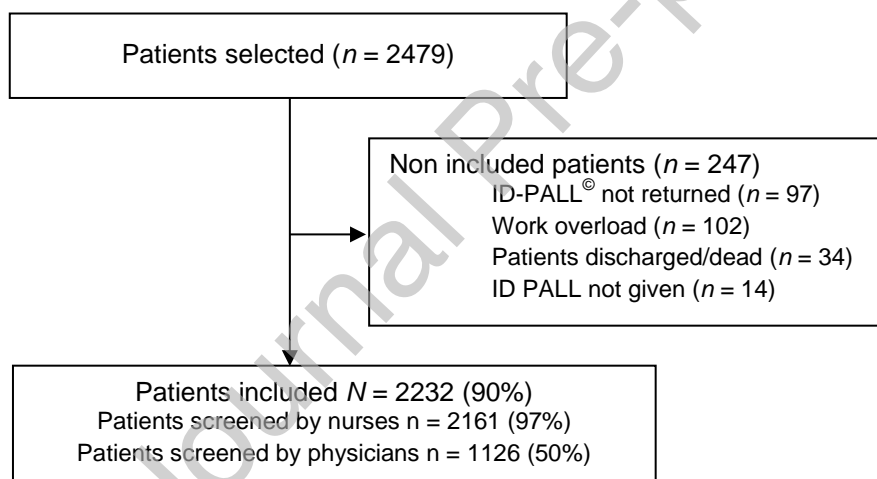 Patients selected (n = 2479)
Non included patients (n = 247)
ID-PALL© not returned (n = 97)
Work overload (n = 102)
Patients discharged/dead (n = 34)
ID PALL not given (n = 14)
Patients included N = 2232 (90%)
Patients screened by nurses n = 2161 (97%)
Patients screened by physicians n = 1126 (50%)
Journal Pre-p